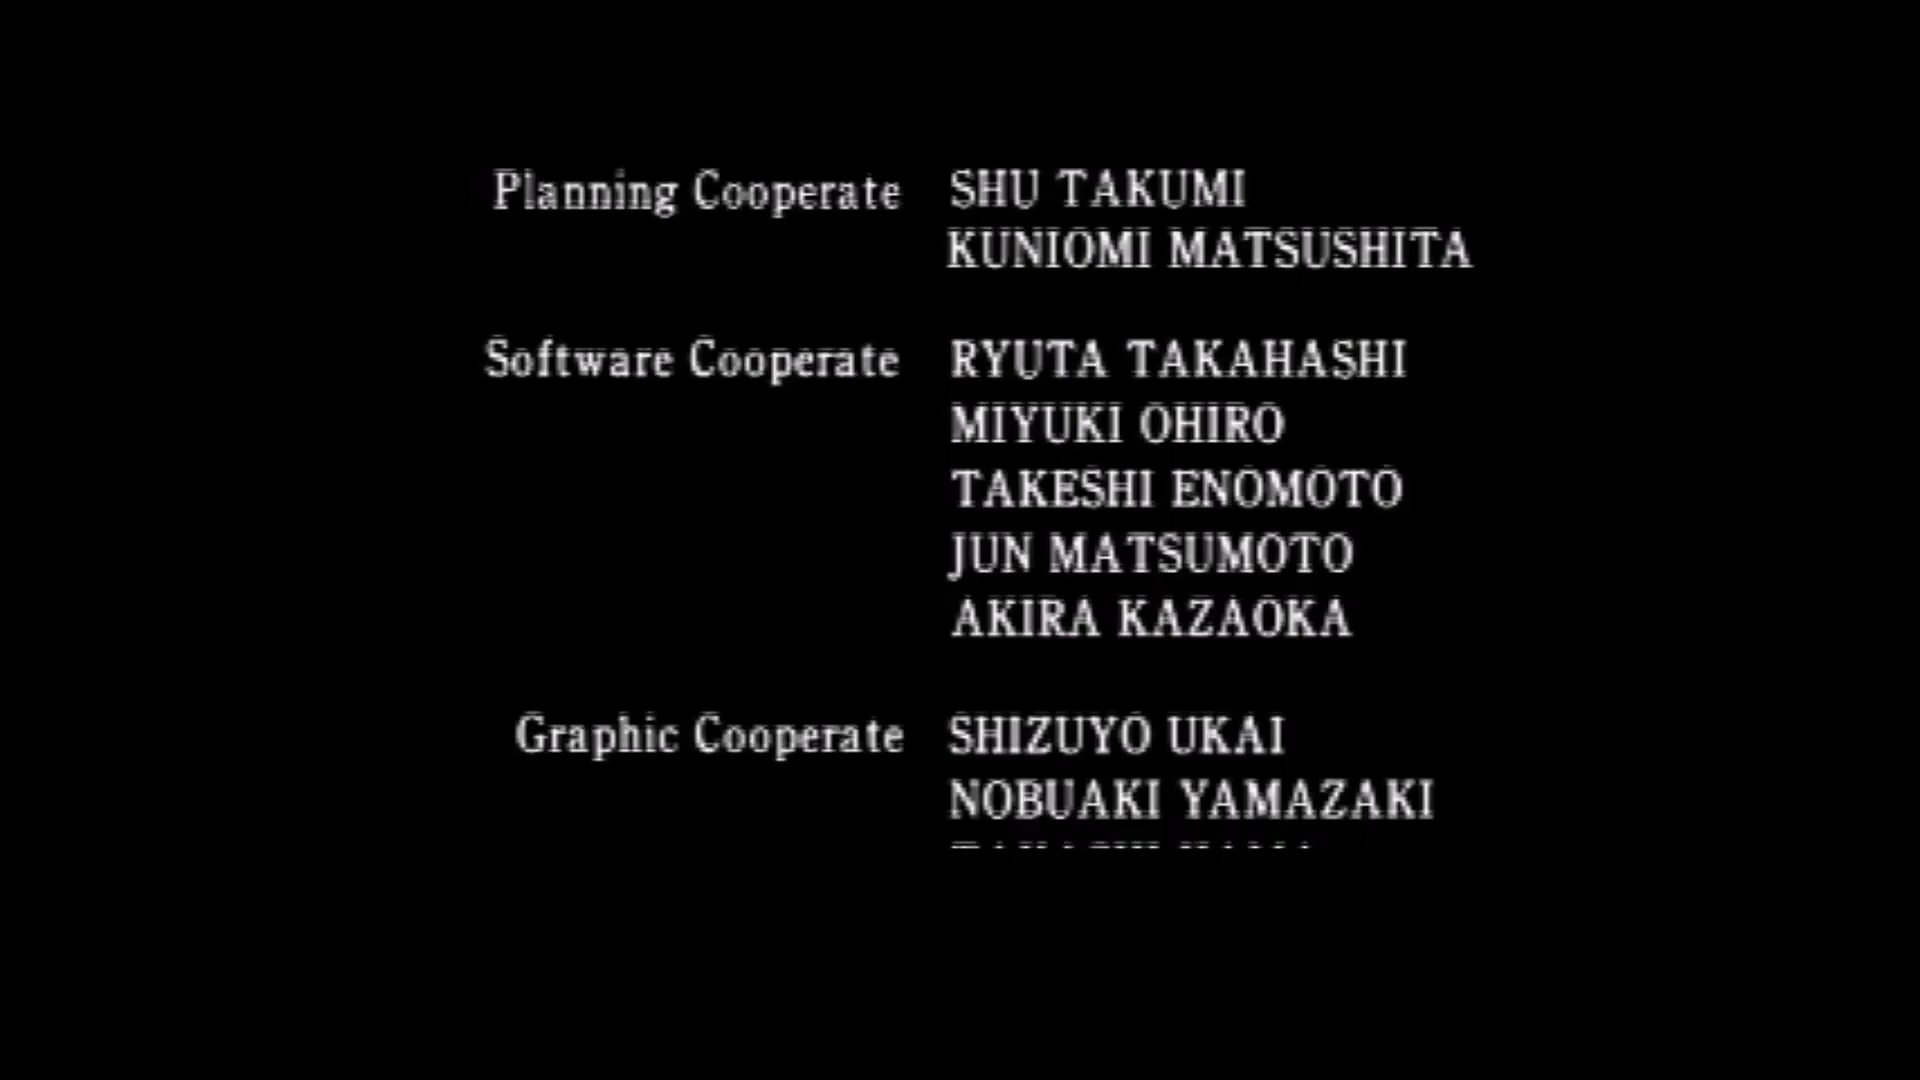 Planning Cooperate SHU TAKUMI
KUNIOMI MATSUSHITA
Software Cooperate RYUTA TAKAHASHI
MIYUKI OHIRO
TAKESHI ENOMOTO
JUN MATSUMOTO
AKIRA KAZAOKA
Graphic Cooperate SHIZUYO UKAI
NOBUAKI YAMAZAKI